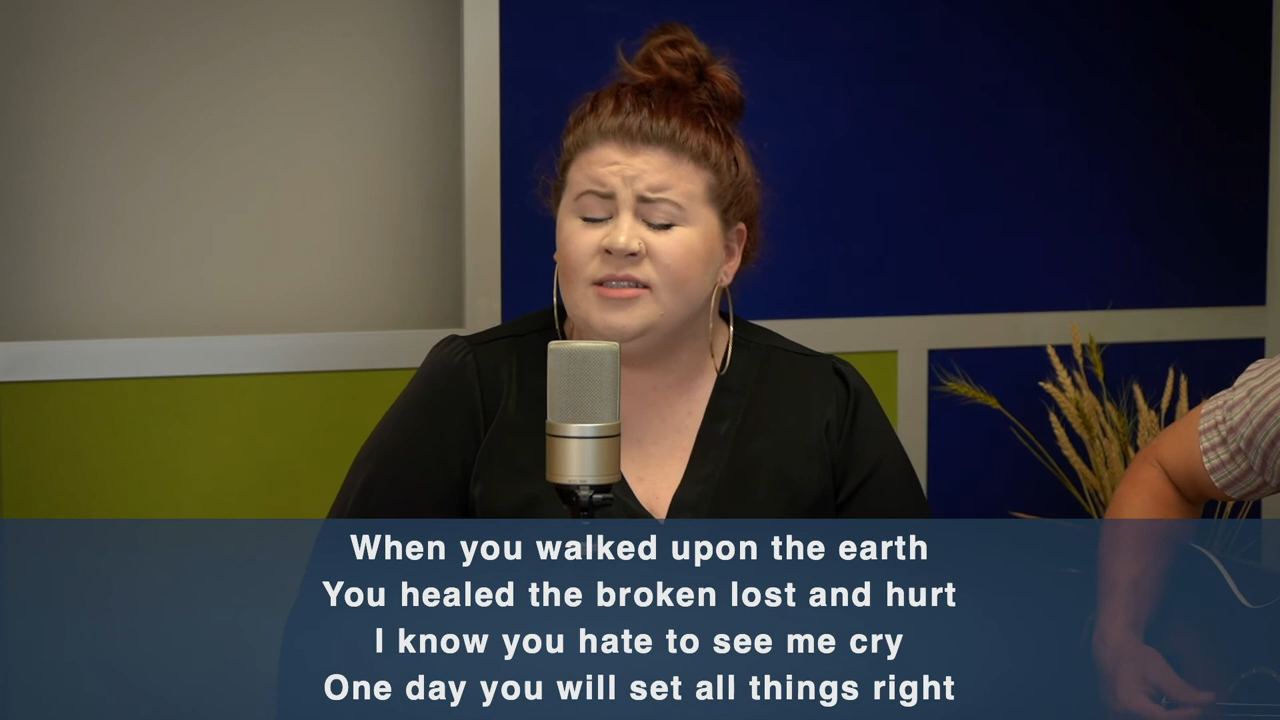 When you walked upon the earth
You healed the broken lost and hurt
I know you hate to see me cry
One day you will set all things right